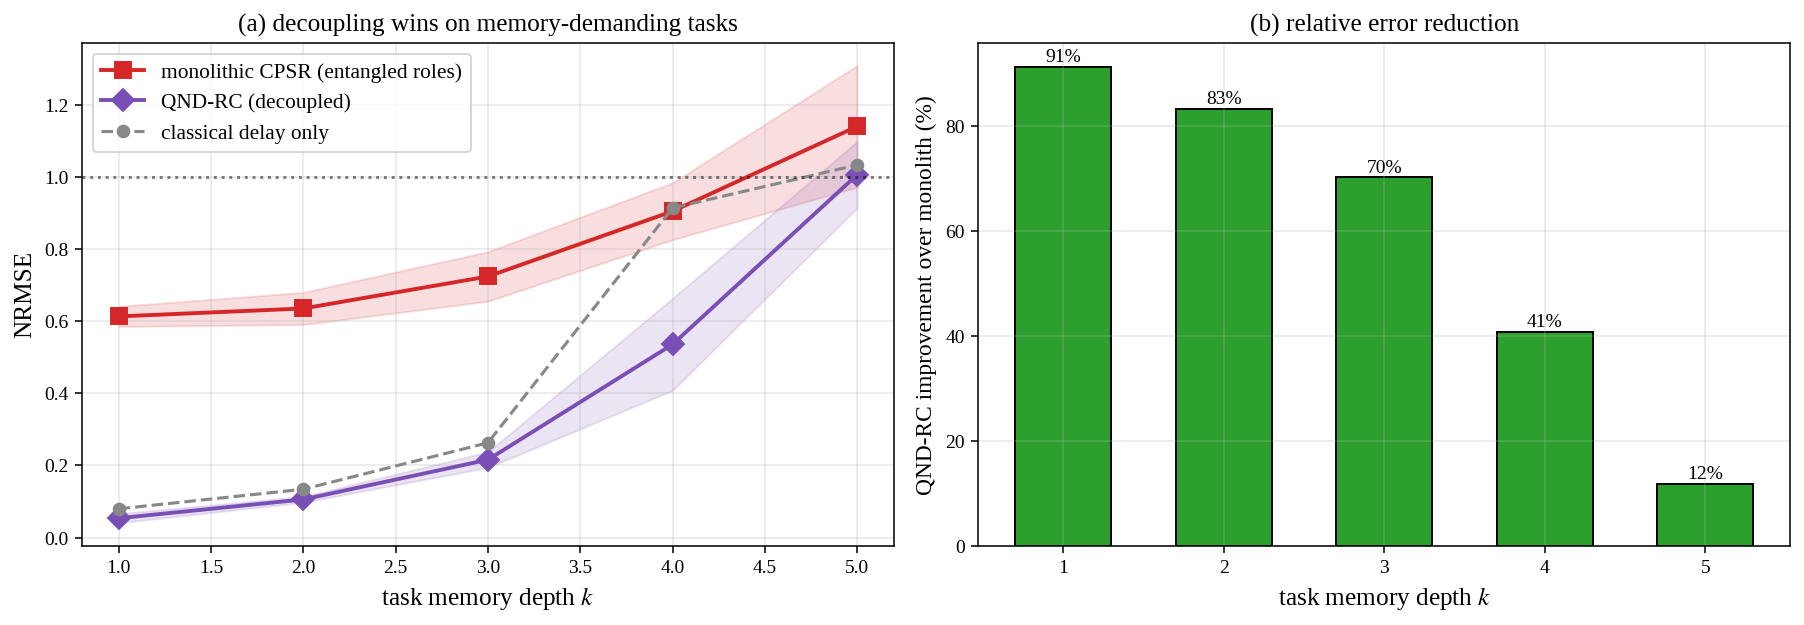 (a) decoupling wins on memory-demanding tasks
monolithic CPSR (entangled roles)
QND-RC (decoupled)
classical delay only
NRMSE
1.2
1.0
0.8
0.6
0.4
0.2
0.0
1.0 1.5 2.0 2.5 3.0 3.5 4.0 4.5 5.0
task memory depth k
(b) relative error reduction
QND-RC improvement over monolith (%)
80
60
40
20
0
91%
83%
70%
41%
12%
1 2 3 4 5
task memory depth k